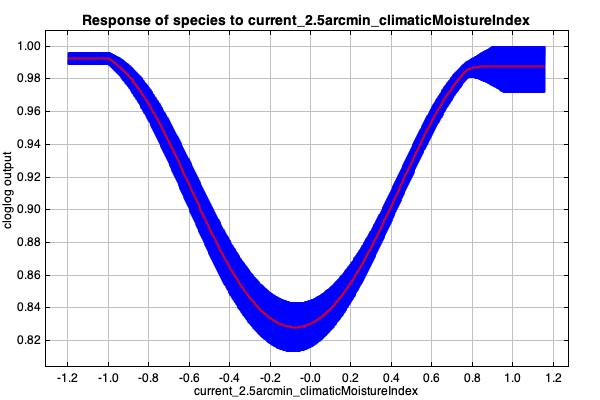 Response of species to current_2.5arcmin_climaticMoistureIndex
1.00
0.98
0.96
0.94
0.92
0.90
0.88
0.86
0.84
0.82
cloglog output
-1.2 -1.0 -0.8 -0.6 -0.4 -0.2 -0.0 0.2 0.4 0.6 0.8 1.0 1.2
current_2.5arcmin_climaticMoistureIndex